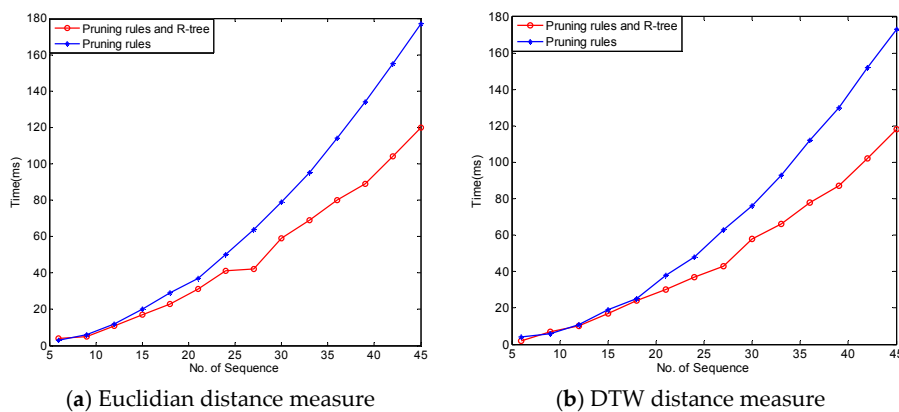 180
160
140
120
100
80
60
40
20
0
Time(ms)
Pruning rules and R-tree
Pruning rules
5 10 15 20 25 30 35 40 45
No. of Sequence
(a) Euclidian distance measure
180
160
140
120
100
80
60
40
20
0
Time(ms)
Pruning rules and R-tree
Pruning rules
5 10 15 20 25 30 35 40 45
No. of Sequence
(b) DTW distance measure